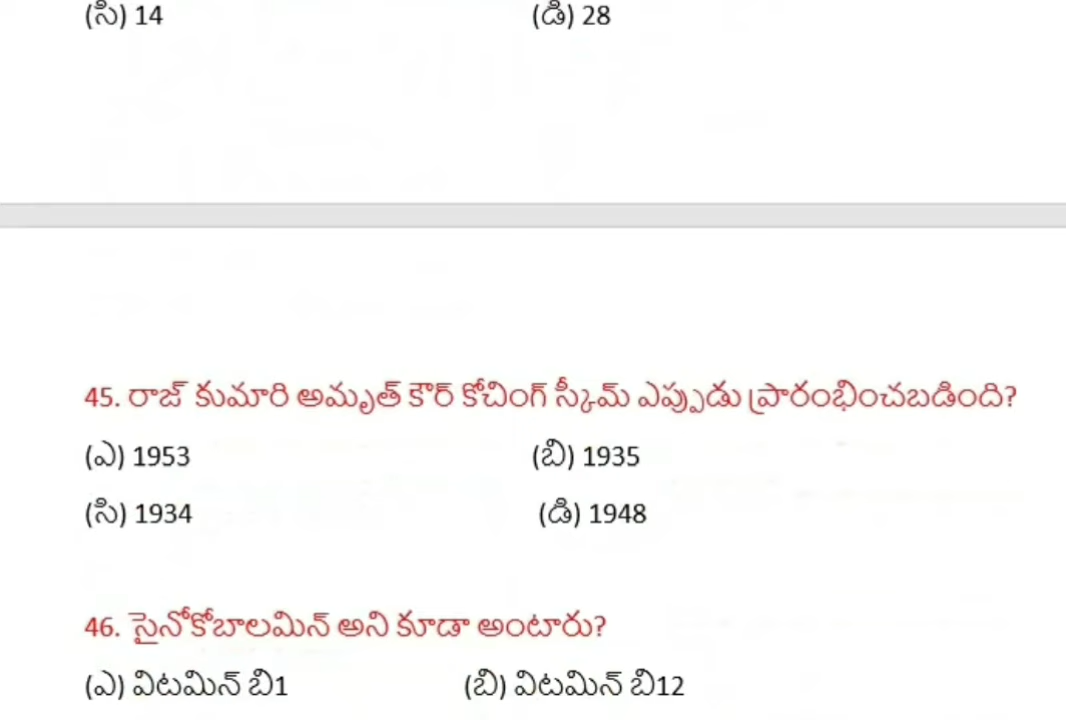 (సి) 14 (డి) 28
45. రాజ్ కుమారి అమృత్ కౌర్ కోచింగ్ స్కీమ్ ఎప్పుడు ప్రారంభించబడింది?
(ఎ) 1953 (బి) 1935
(సి) 1934 (డి) 1948
46. సైనోకోబాలమిన్ అని కూడా అంటారు?
(ఎ) విటమిన్ బి1 (బి) విటమిన్ బి12